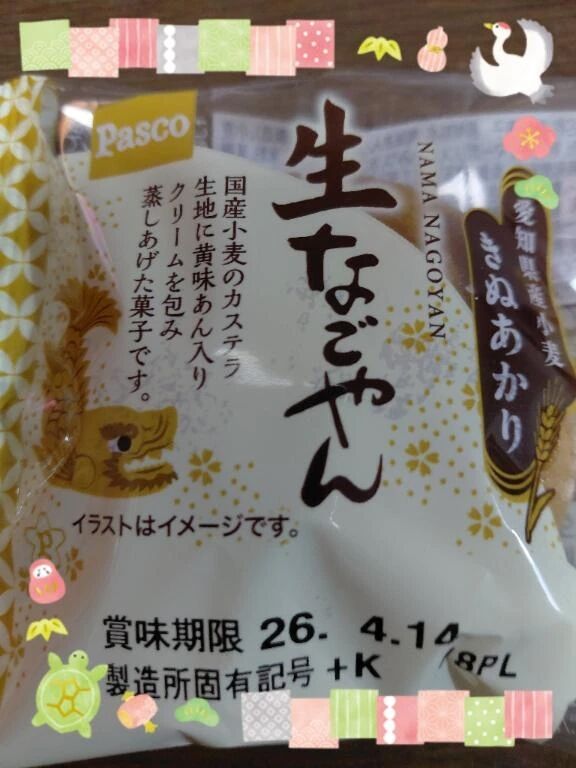 Pasco
生なごやん
NAMA NAGOYAN
愛知県産小麦
きぬあかり
国産小麦のカステラ
生地に黄味あん入り
クリームを包み
蒸しあげた菓子です。
イラストはイメージです。
賞味期限 26. 4.14
製造所固有記号 +K /8PL